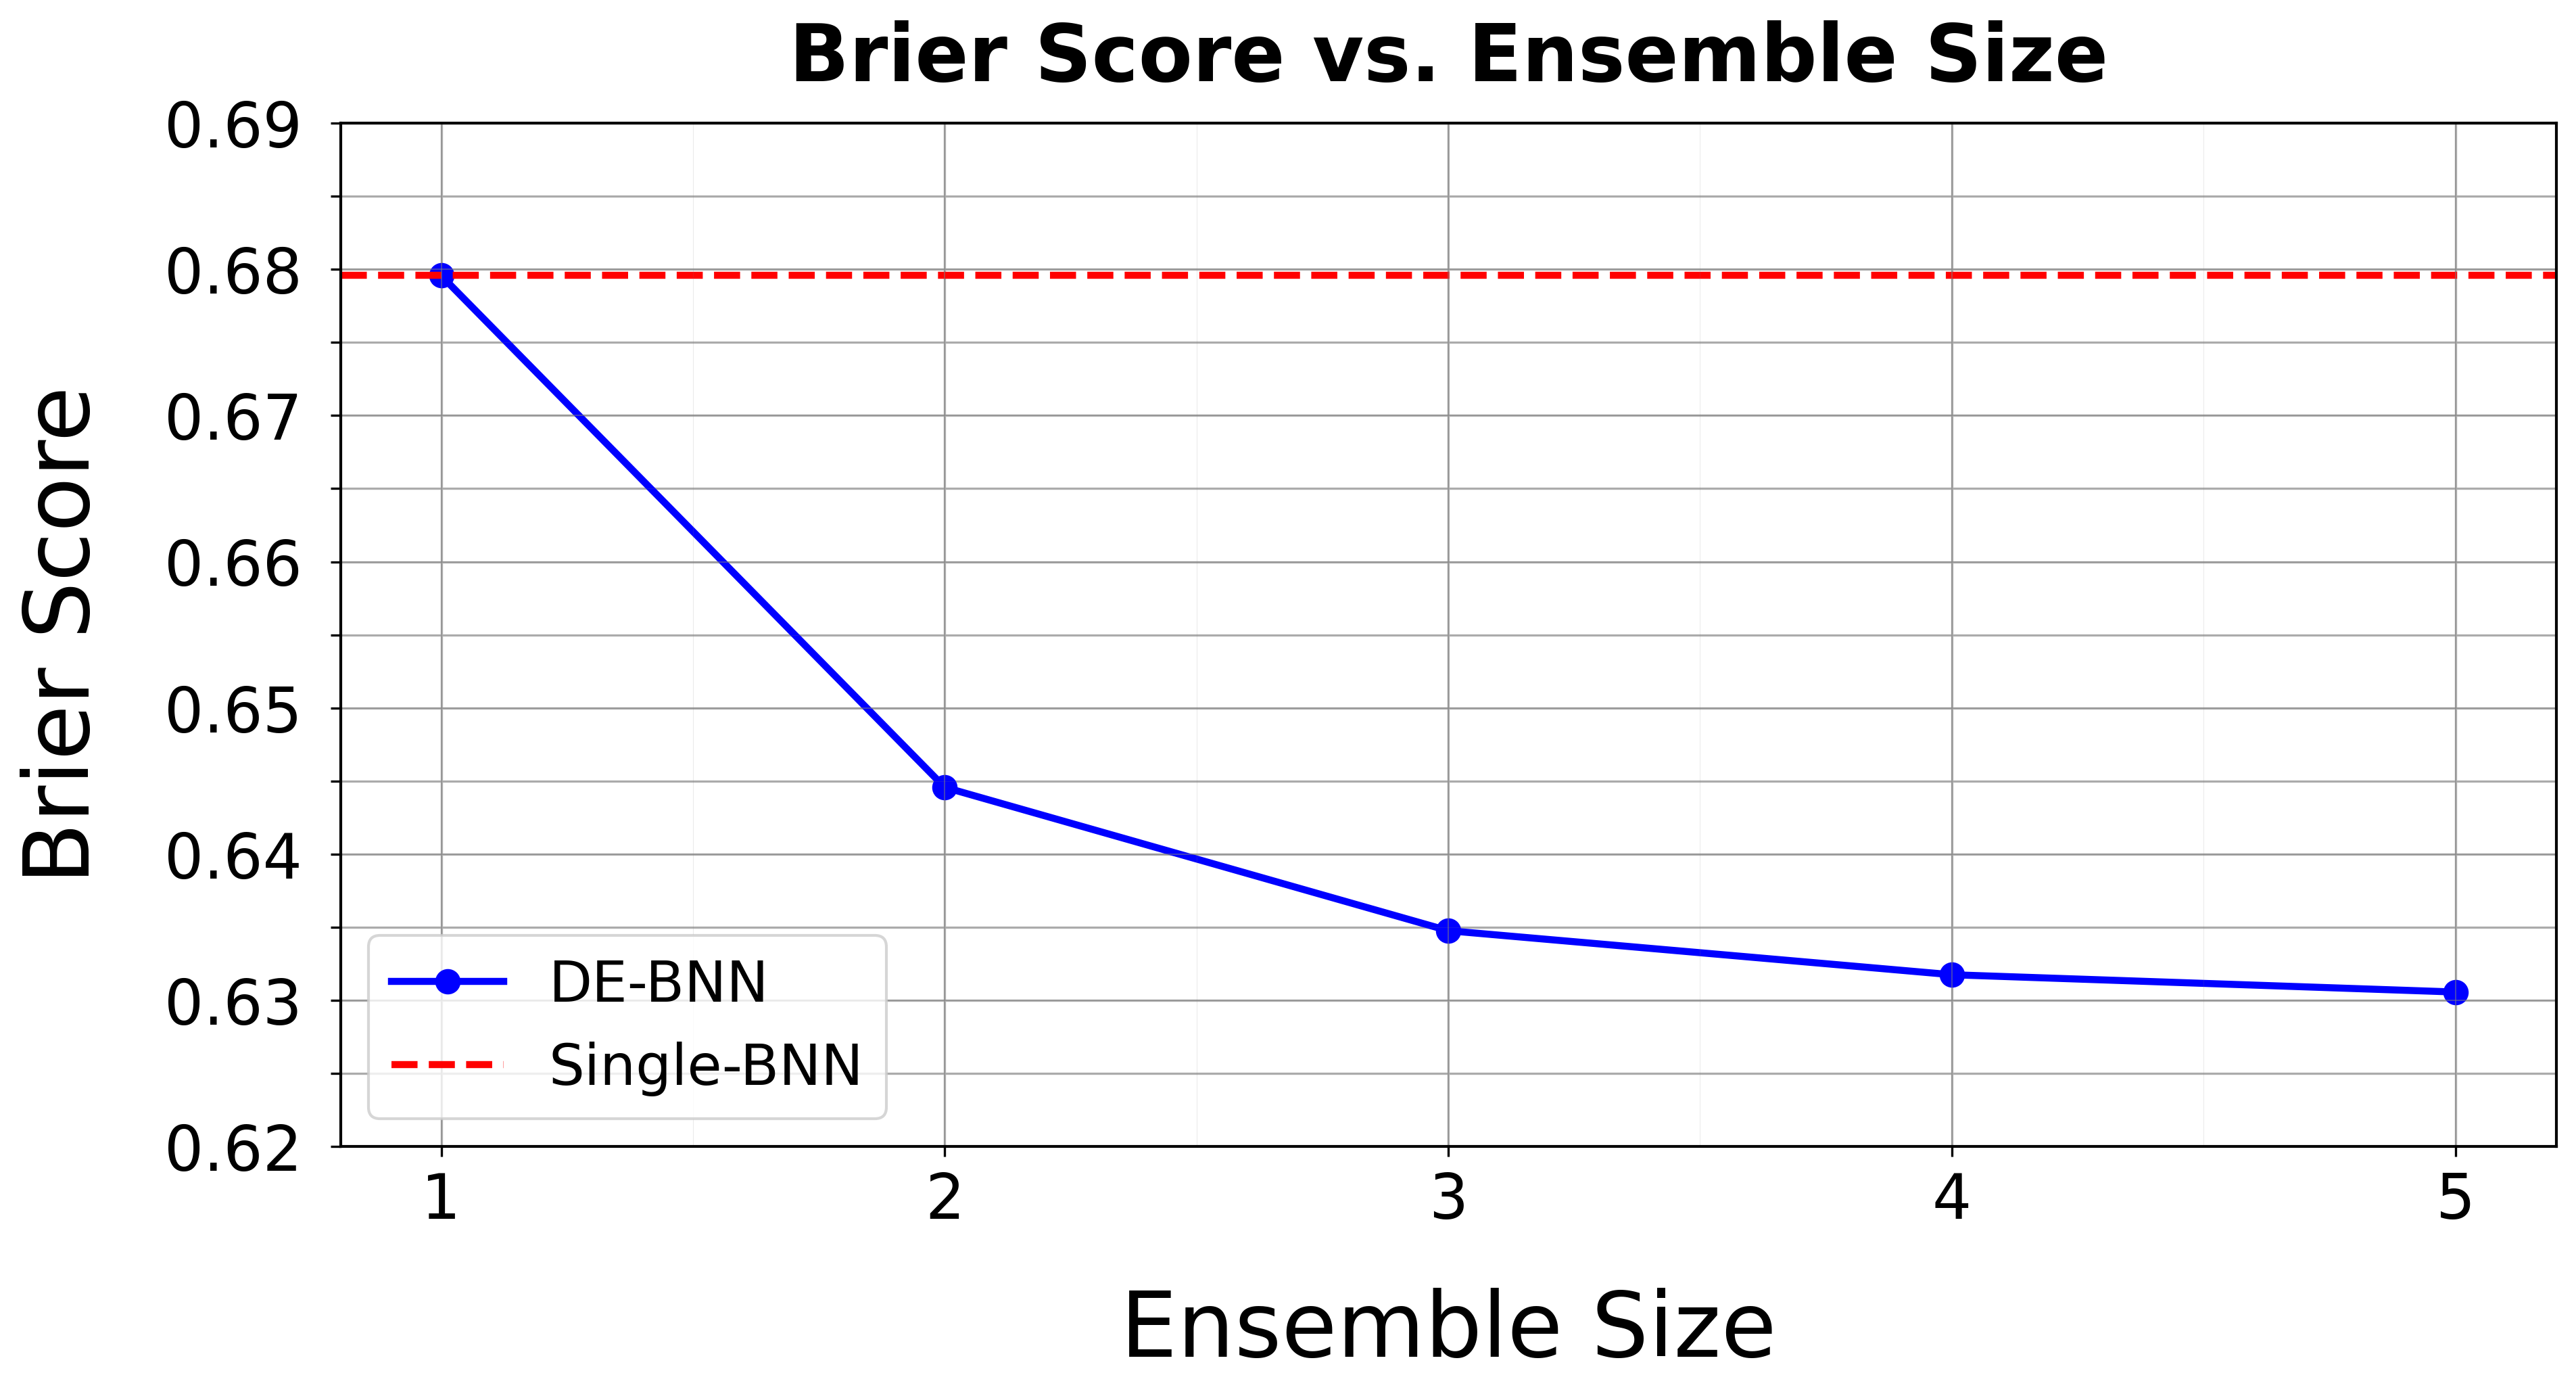 Brier Score vs. Ensemble Size
Brier Score
0.69
0.68
0.67
0.66
0.65
0.64
0.63
0.62
DE-BNN
Single-BNN
1 2 3 4 5
Ensemble Size